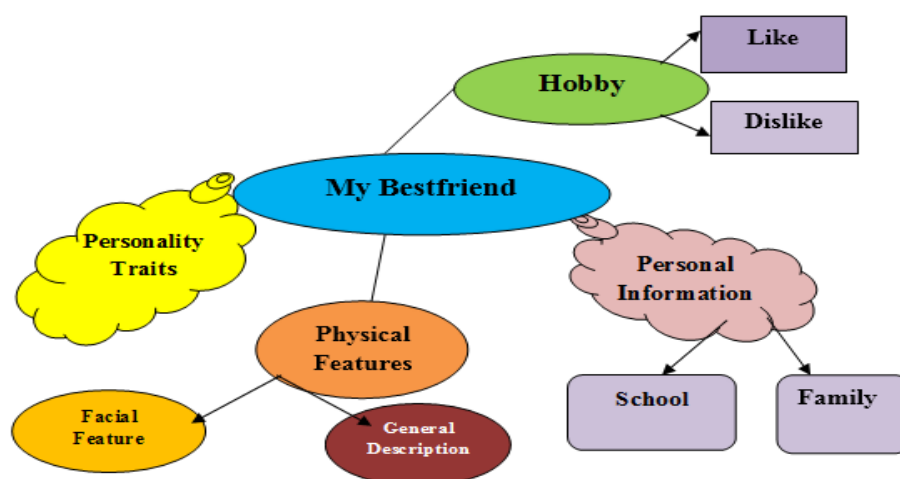 Like
Hobby
Dislike
My Bestfriend
Personality
Traits
Personal
Information
Physical
Features
School
Family
Facial
Feature
General
Description